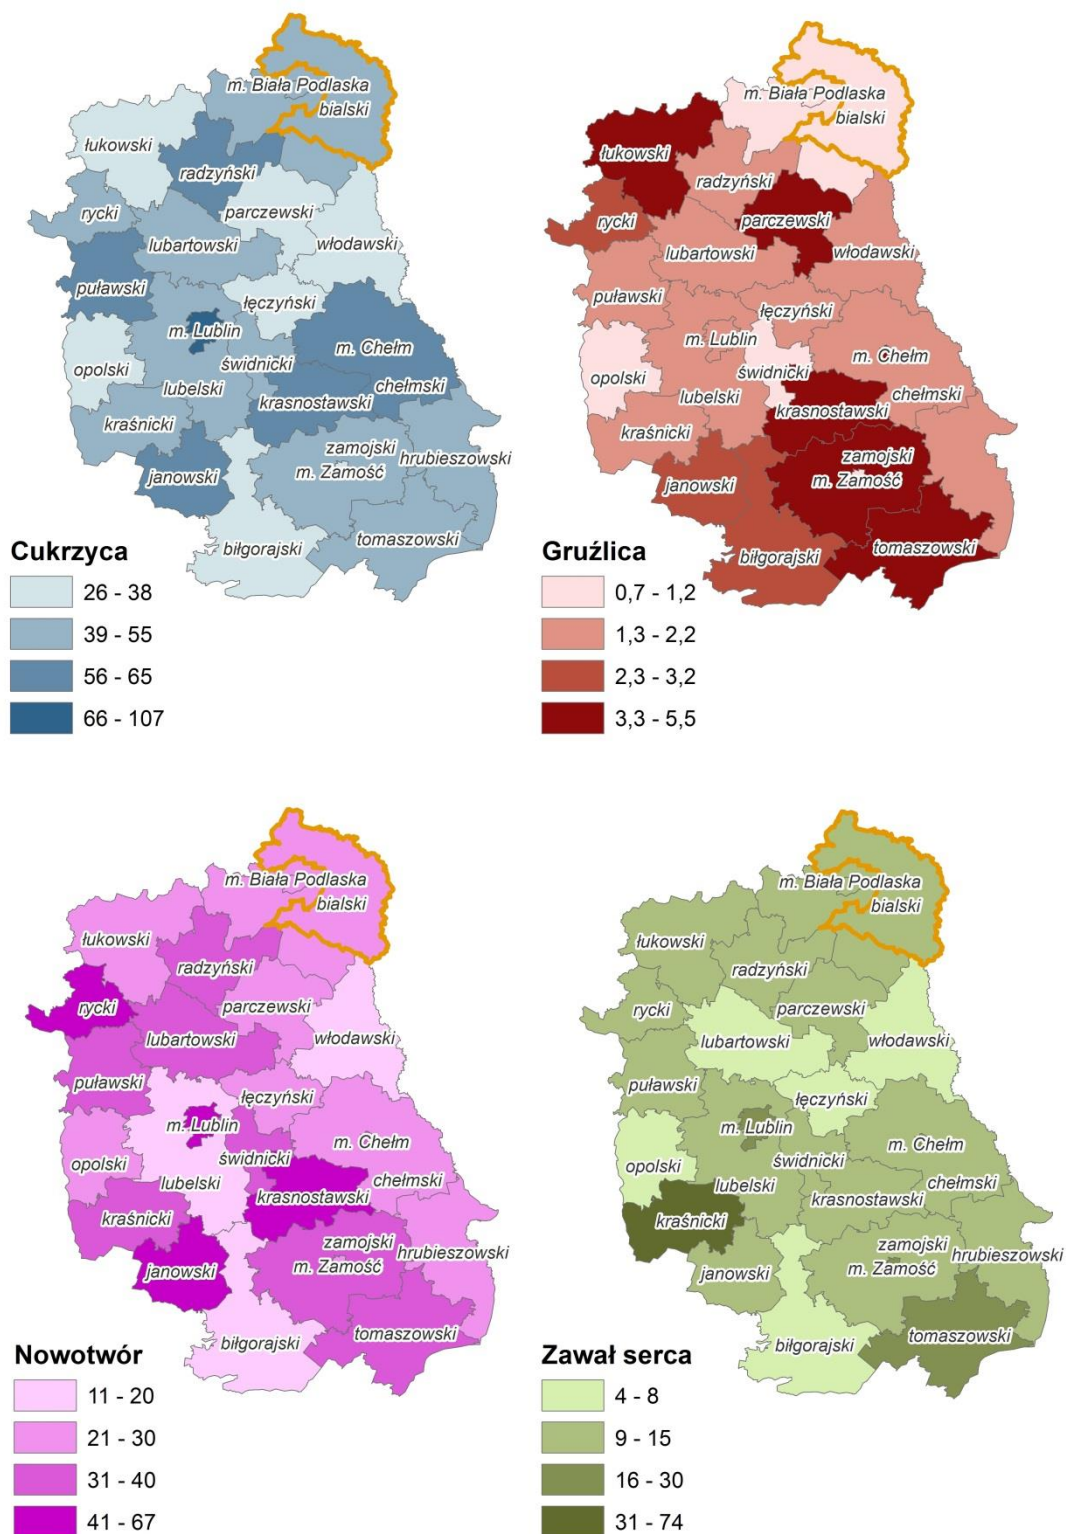 m. Biała Podlaska
bialski
łukowski
radzyński
rycki
parczewski
lubartowski
włodawski
puławski
łęczyński
m. Lublin
m. Chełm
opolski
świdnicki
lubelski
chełmski
krasnostawski
kraśnicki
zamojski
hrubieszowski
m. Zamość
janowski
tomaszowski
biłgorajski
Cukrzyca
26 - 38
39 - 55
56 - 65
66 - 107
m. Biała Podlaska
bialski
łukowski
radzyński
rycki
parczewski
lubartowski
włodawski
puławski
łęczyński
m. Lublin
m. Chełm
opolski
świdnicki
lubelski
chełmski
krasnostawski
kraśnicki
zamojski
m. Zamość
janowski
tomaszowski
biłgorajski
Gruźlica
0,7 - 1,2
1,3 - 2,2
2,3 - 3,2
3,3 - 5,5
m. Biała Podlaska
bialski
łukowski
radzyński
rycki
parczewski
lubartowski
włodawski
puławski
łęczyński
m. Lublin
m. Chełm
opolski
świdnicki
lubelski
chełmski
krasnostawski
kraśnicki
zamojski
hrubieszowski
m. Zamość
janowski
tomaszowski
biłgorajski
Nowotwór
11 - 20
21 - 30
31 - 40
41 - 67
m. Biała Podlaska
bialski
łukowski
radzyński
rycki
parczewski
lubartowski
włodawski
puławski
łęczyński
m. Lublin
m. Chełm
opolski
świdnicki
lubelski
chełmski
krasnostawski
kraśnicki
zamojski
hrubieszowski
m. Zamość
janowski
tomaszowski
biłgorajski
Zawał serca
4 - 8
9 - 15
16 - 30
31 - 74